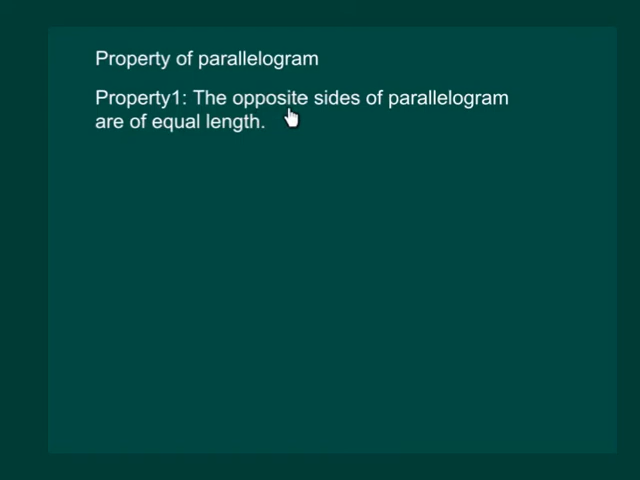 Property of parallelogram
Property1: The opposite sides of parallelogram
are of equal length.